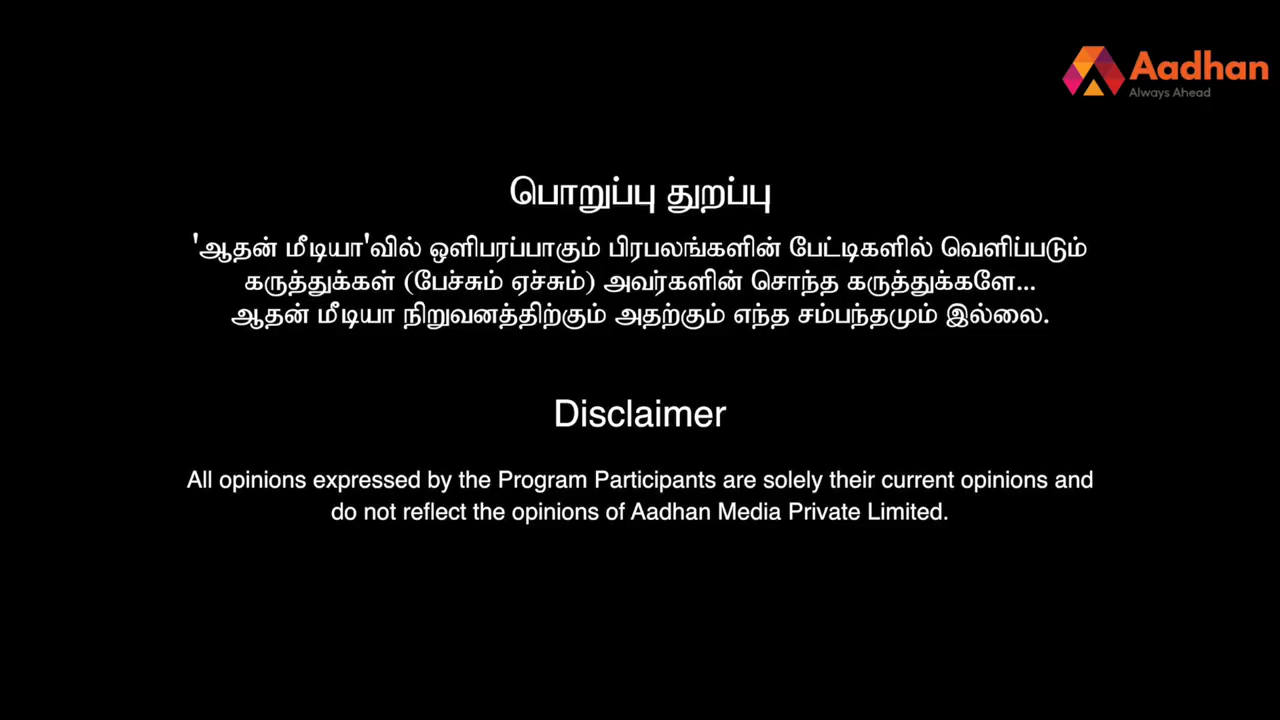 Aadhan
Always Ahead
பொறுப்பு துறப்பு
'ஆதன் மீடியா'வில் ஒளிபரப்பாகும் பிரபலங்களின் பேட்டிகளில் வெளிப்படும்
கருத்துக்கள் (பேச்சும் ஏச்சும்) அவர்களின் சொந்த கருத்துக்களே...
ஆதன் மீடியா நிறுவனத்திற்கும் அதற்கும் எந்த சம்பந்தமும் இல்லை.
Disclaimer
All opinions expressed by the Program Participants are solely their current opinions and
do not reflect the opinions of Aadhan Media Private Limited.